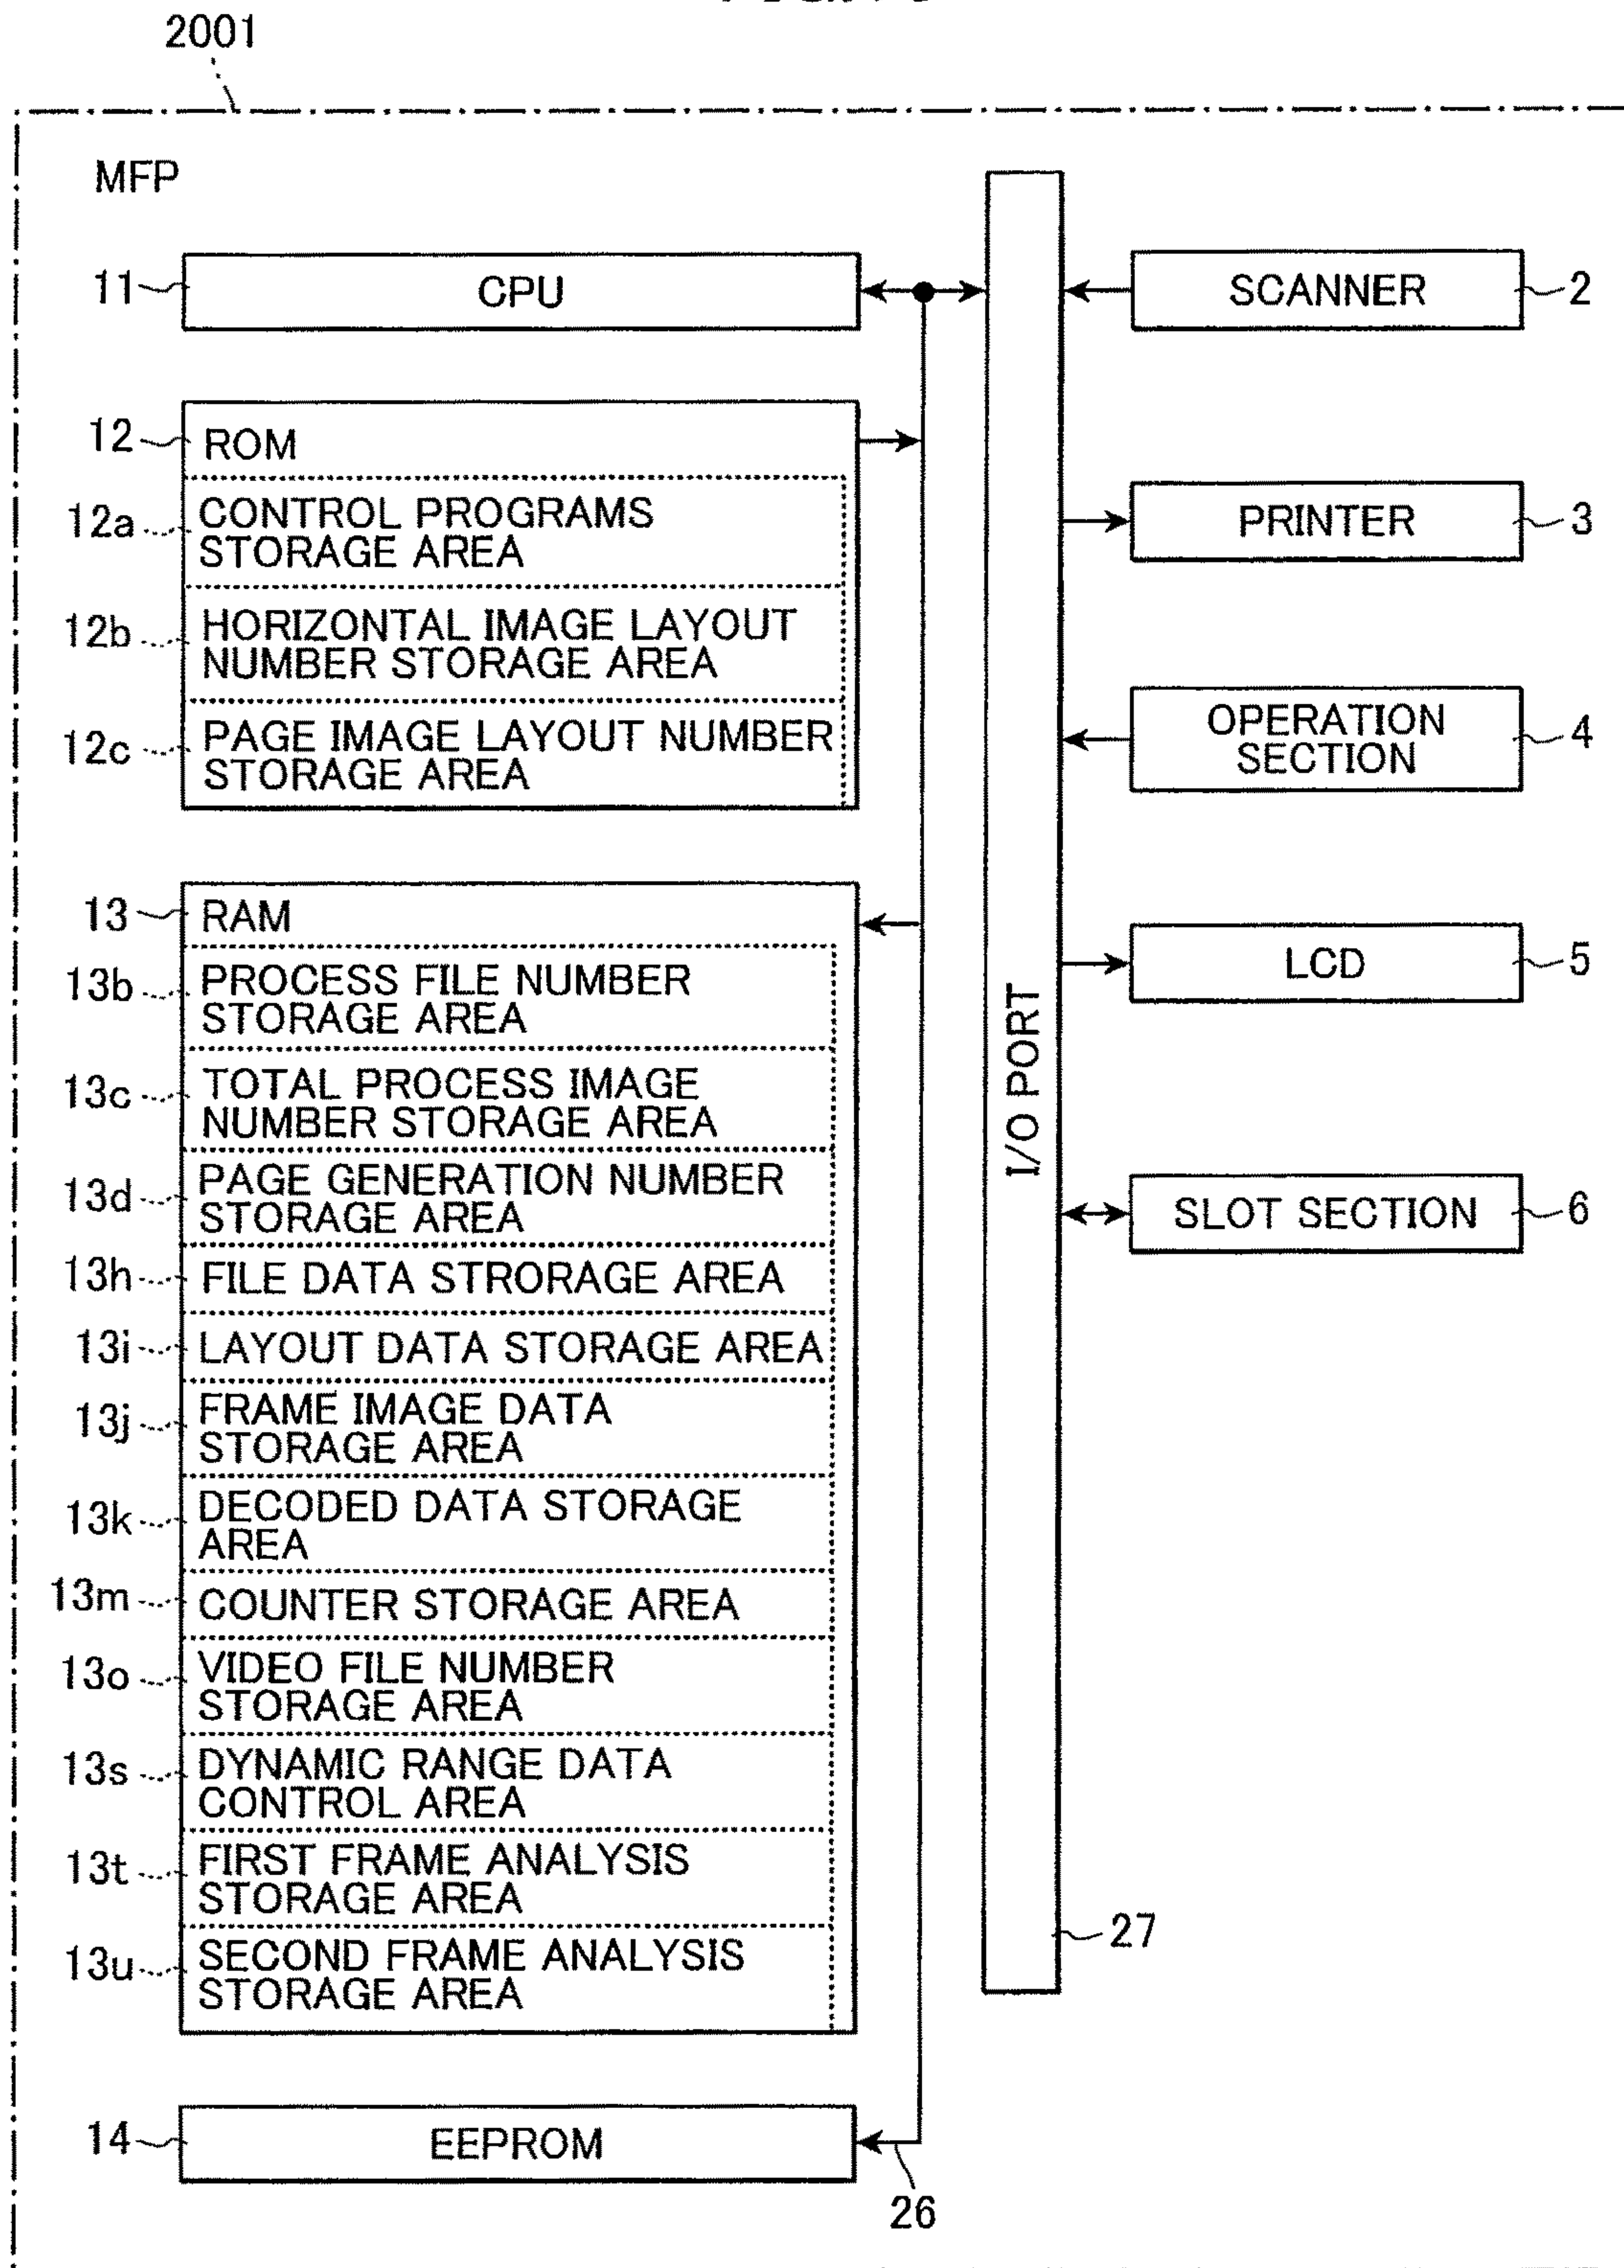 2001
MFP
11
CPU
SCANNER
2
12
ROM
12a
CONTROL PROGRAMS
STORAGE AREA
PRINTER
3
12b
HORIZONTAL IMAGE LAYOUT
NUMBER STORAGE AREA
12c
PAGE IMAGE LAYOUT NUMBER
STORAGE AREA
OPERATION
SECTION
4
13
RAM
13b
PROCESS FILE NUMBER
STORAGE AREA
LCD
5
13c
TOTAL PROCESS IMAGE
NUMBER STORAGE AREA
I/O PORT
13d
PAGE GENERATION NUMBER
STORAGE AREA
SLOT SECTION
6
13h
FILE DATA STRORAGE AREA
13i
LAYOUT DATA STORAGE AREA
13j
FRAME IMAGE DATA
STORAGE AREA
13k
DECODED DATA STORAGE
AREA
13m
COUNTER STORAGE AREA
13o
VIDEO FILE NUMBER
STORAGE AREA
13s
DYNAMIC RANGE DATA
CONTROL AREA
13t
FIRST FRAME ANALYSIS
STORAGE AREA
27
13u
SECOND FRAME ANALYSIS
STORAGE AREA
14
EEPROM
26